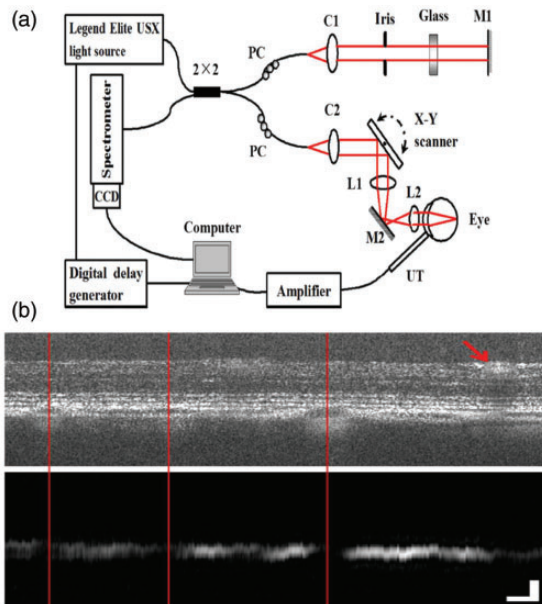 (a)
Legend Elite USX
light source
2×2
PC
C1
Iris
Glass
M1
Spectrometer
CCD
PC
C2
X-Y
scanner
L1
L2
M2
Eye
UT
Computer
Digital delay
generator
Amplifier
(b)